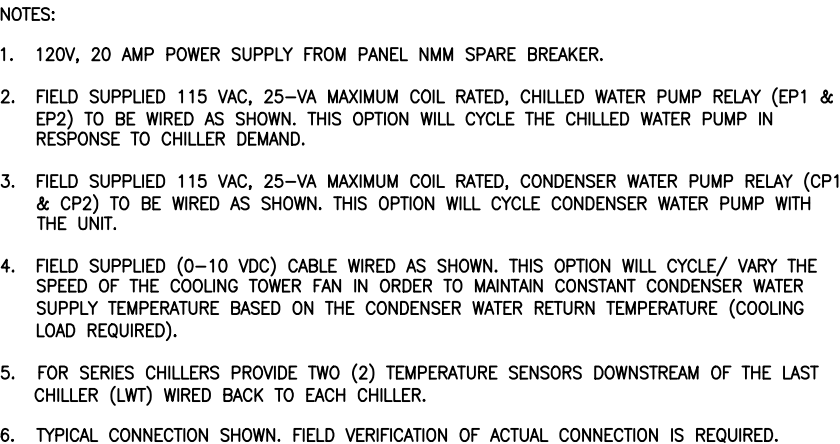 NOTES:
1. 120V, 20 AMP POWER SUPPLY FROM PANEL NMM SPARE BREAKER.
2. FIELD SUPPLIED 115 VAC, 25-VA MAXIMUM COIL RATED, CHILLED WATER PUMP RELAY (EP1 &
EP2) TO BE WIRED AS SHOWN. THIS OPTION WILL CYCLE THE CHILLED WATER PUMP IN
RESPONSE TO CHILLER DEMAND.
3. FIELD SUPPLIED 115 VAC, 25-VA MAXIMUM COIL RATED, CONDENSER WATER PUMP RELAY (CP1
& CP2) TO BE WIRED AS SHOWN. THIS OPTION WILL CYCLE CONDENSER WATER PUMP WITH
THE UNIT.
4. FIELD SUPPLIED (0-10 VDC) CABLE WIRED AS SHOWN. THIS OPTION WILL CYCLE/ VARY THE
SPEED OF THE COOLING TOWER FAN IN ORDER TO MAINTAIN CONSTANT CONDENSER WATER
SUPPLY TEMPERATURE BASED ON THE CONDENSER WATER RETURN TEMPERATURE (COOLING
LOAD REQUIRED).
5. FOR SERIES CHILLERS PROVIDE TWO (2) TEMPERATURE SENSORS DOWNSTREAM OF THE LAST
CHILLER (LWT) WIRED BACK TO EACH CHILLER.
6. TYPICAL CONNECTION SHOWN. FIELD VERIFICATION OF ACTUAL CONNECTION IS REQUIRED.